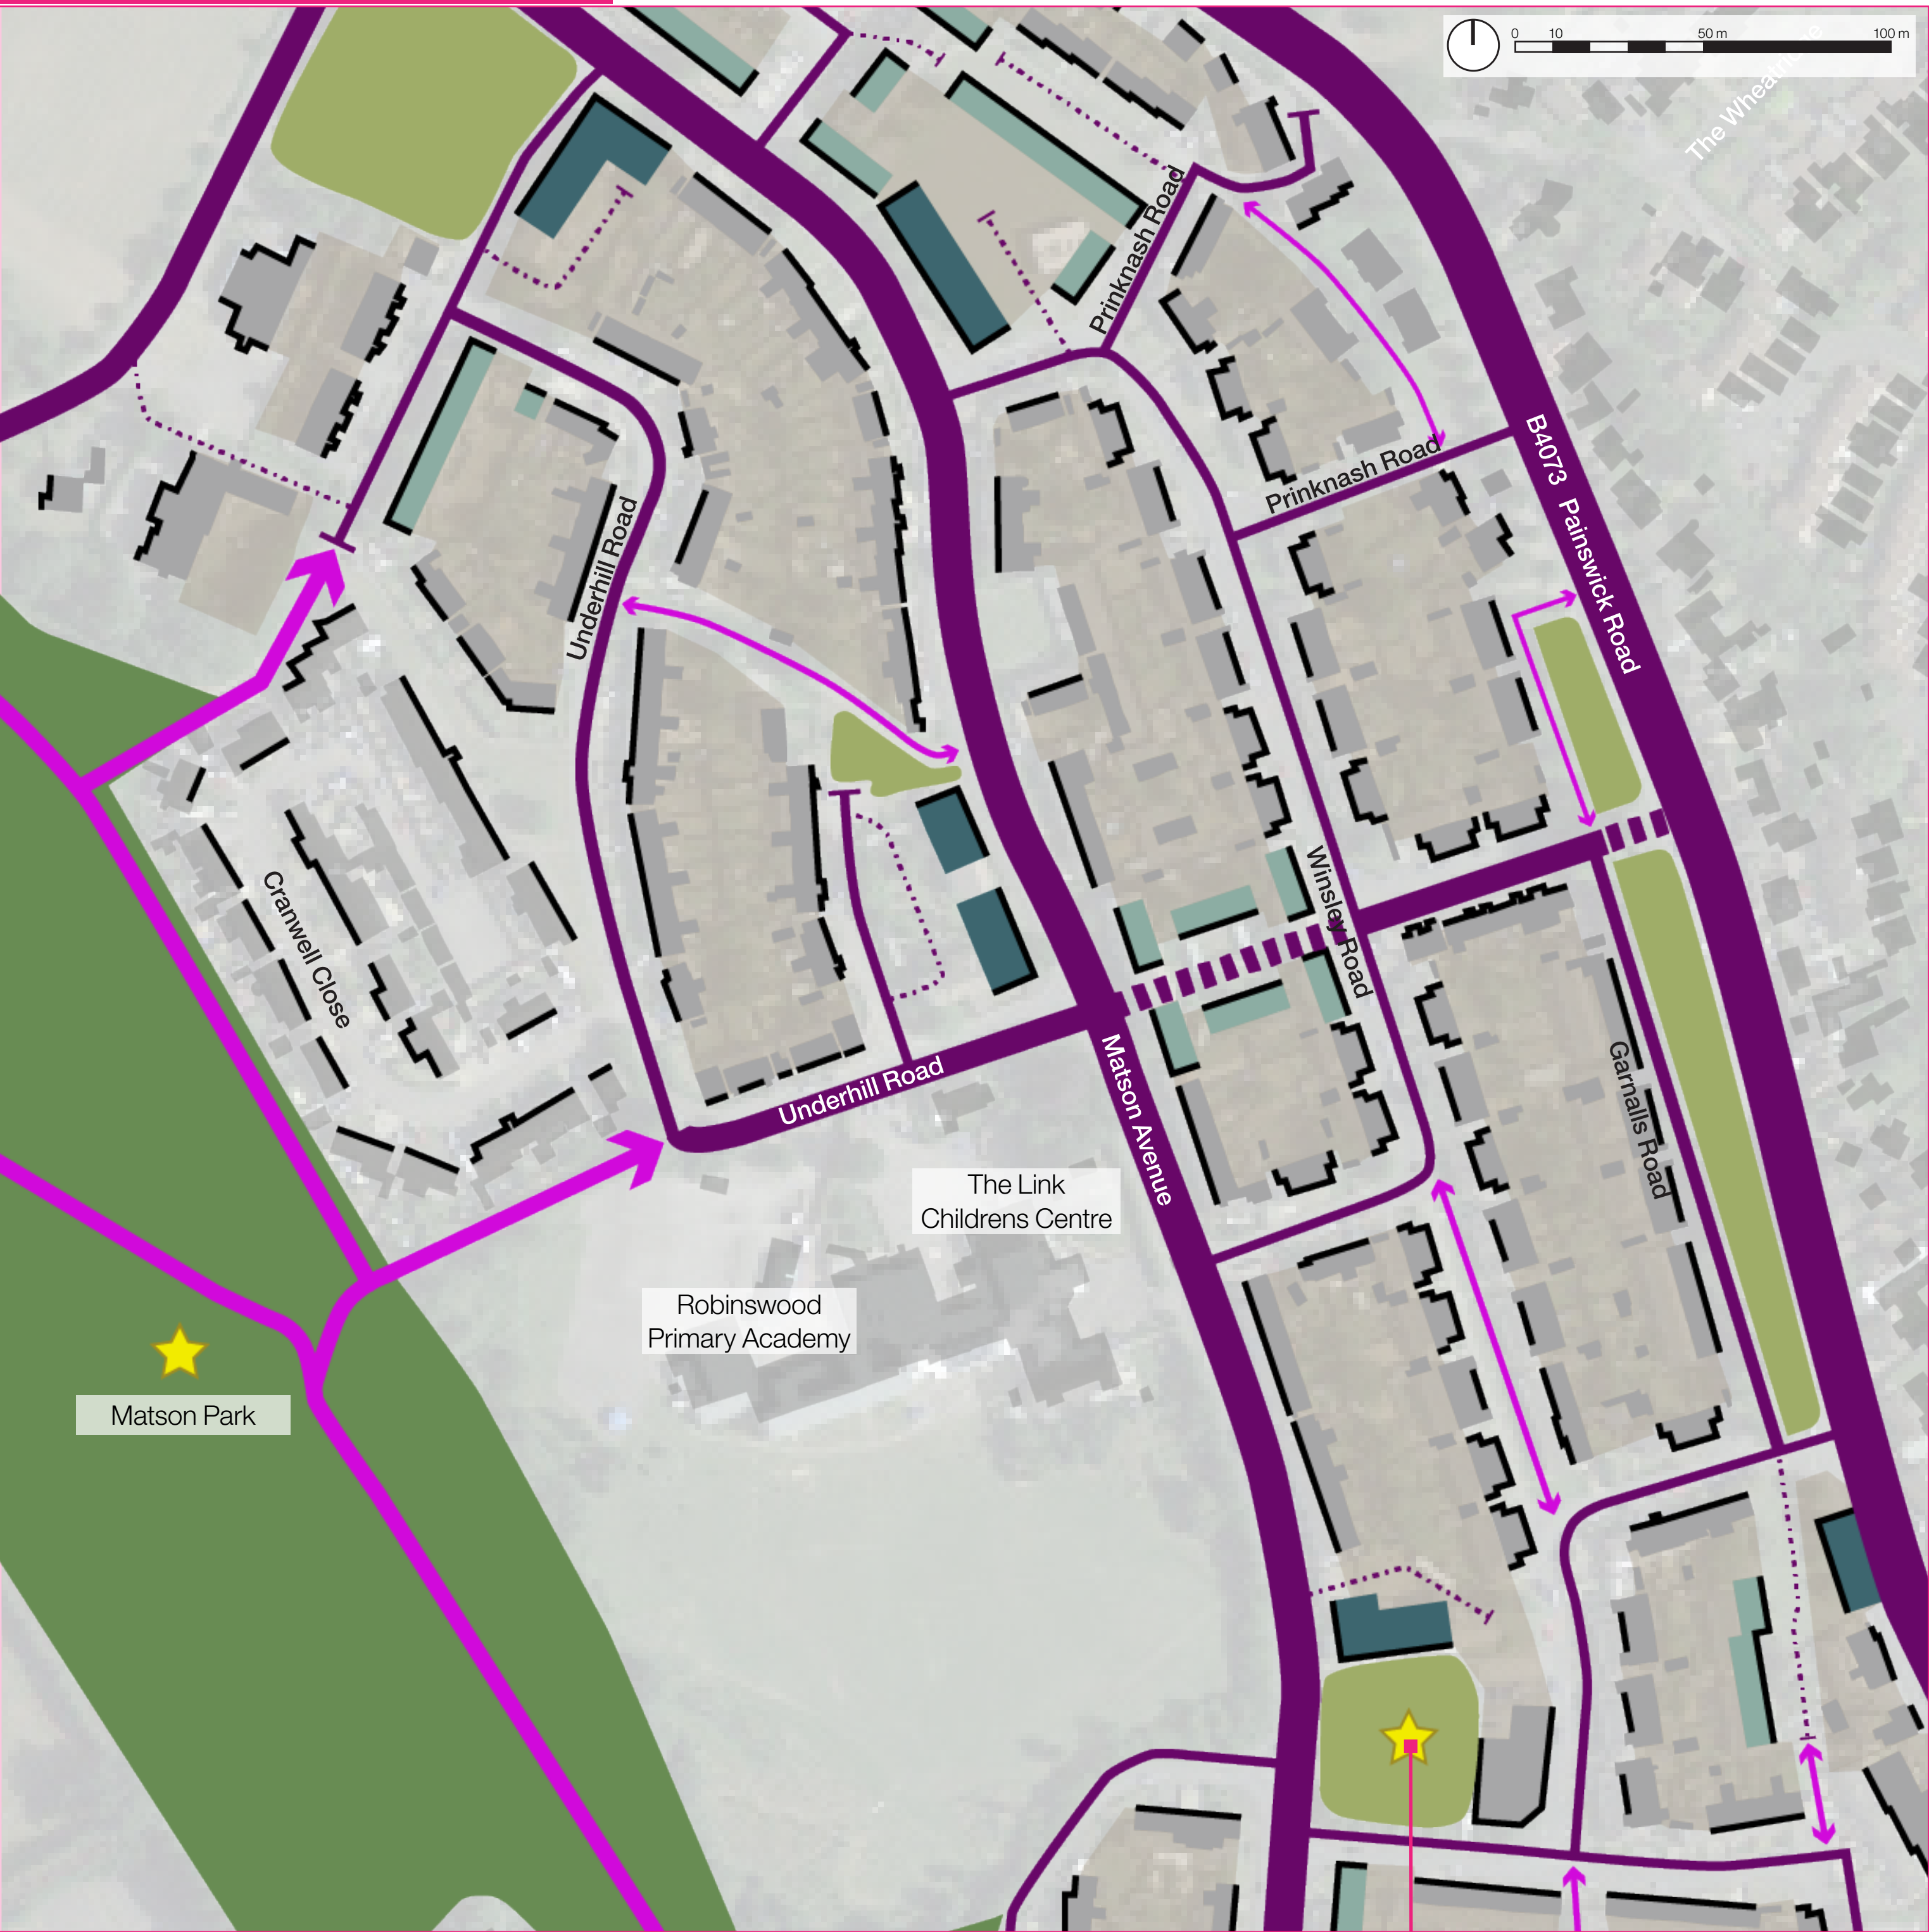 0 10 50 m 100 m
The Wheatridge
Prinknash Road
Prinknash Road
B4073 Painswick Road
Underhill Road
Cranwell Close
Winsley Road
Garnalls Road
Underhill Road
Matson Avenue
The Link
Childrens Centre
Robinswood
Primary Academy
Matson Park